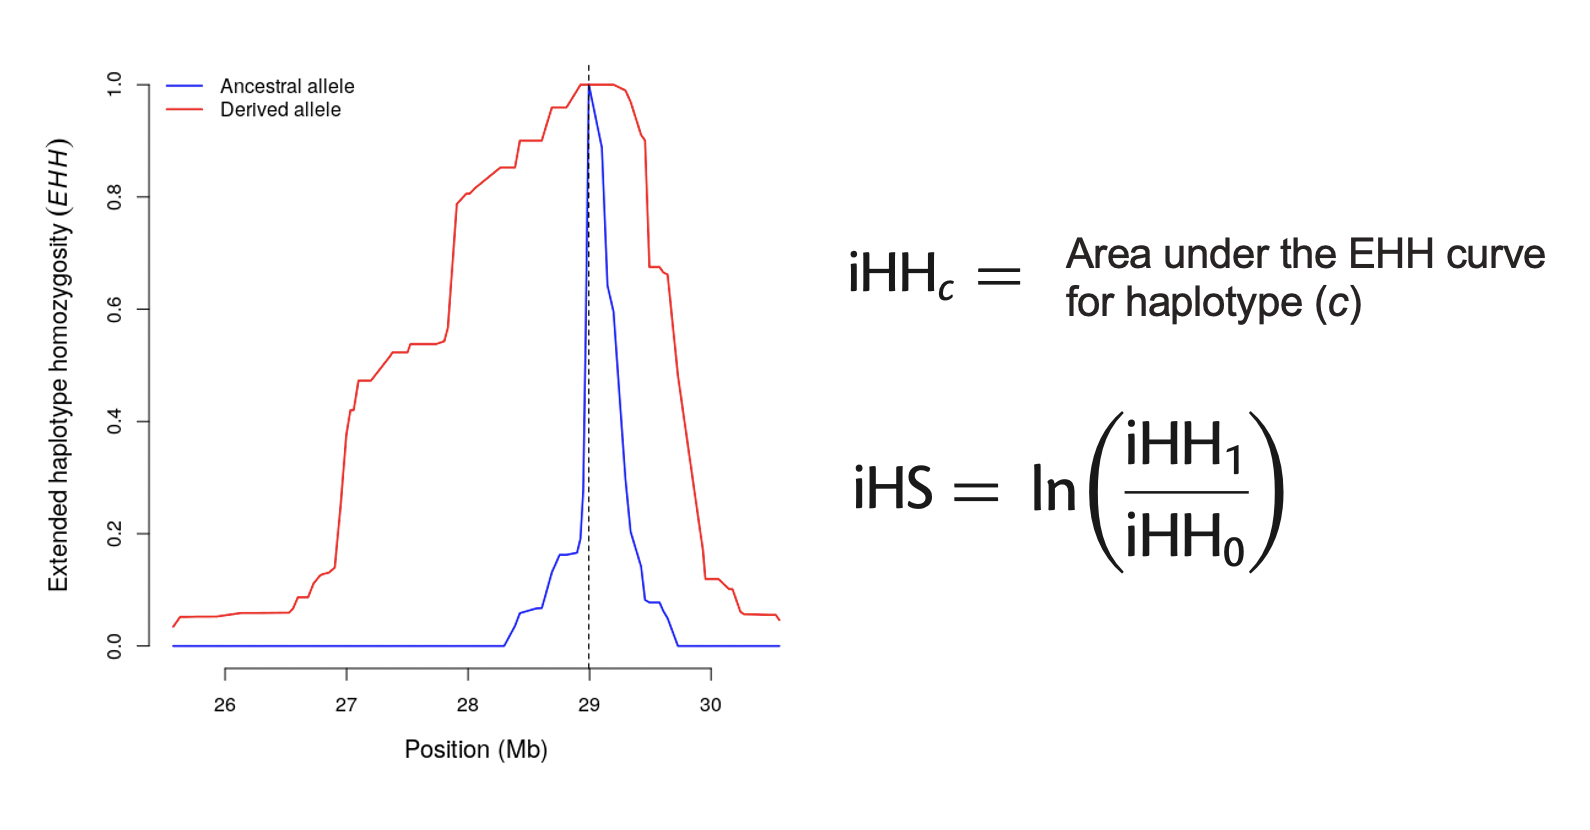 Ancestral allele
Derived allele
Extended haplotype homozygosity (EHH)
1.0
0.8
0.6
0.4
0.2
0.0
26 27 28 29 30
Position (Mb)
iHH_c = Area under the EHH curve
for haplotype (c)
iHS = ln(iHH_1/iHH_0)